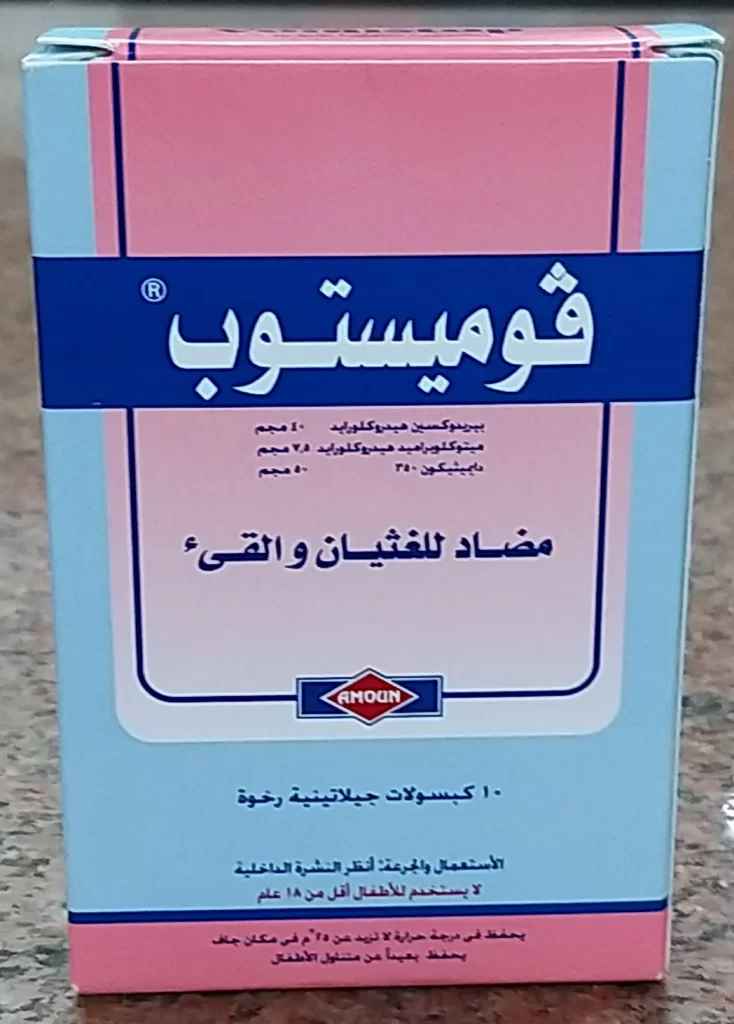 ڤوميستوب ®
بيريدوكسين هيدروكلورايد ٤٠ مجم
ميتوكلوبراميد هيدروكلورايد ٧,٥ مجم
دايميثيكون ٣٥٠ ٥٠ مجم
مضاد للغثيان والقىء
AMOUN
١٠ كبسولات جيلاتينية رخوة
الأستعمال والجرعة: أنظر النشرة الداخلية
لا يستخدم للأطفال أقل من ١٨ عام
يحفظ فى درجة حرارة لا تزيد عن ٢٥°م فى مكان جاف
يحفظ بعيداً عن متناول الأطفال